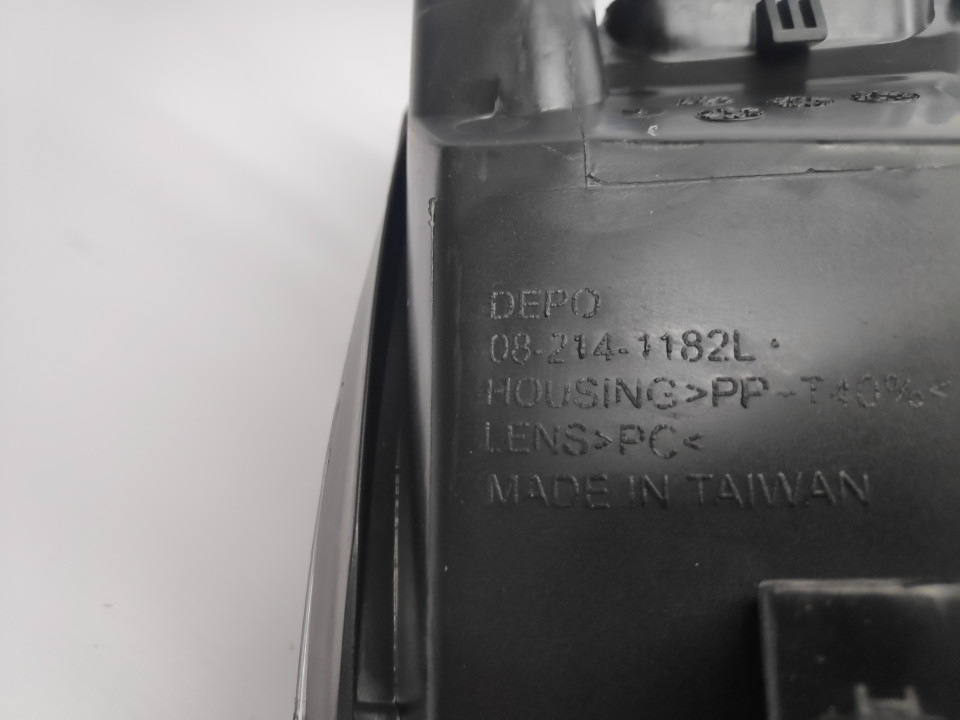 DEPO
08-214-1182L
HOUSING>PP-T40%<
LENS>PC<
MADE IN TAIWAN